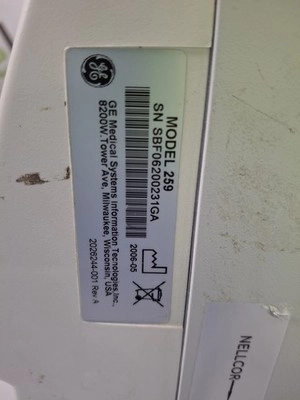 MODEL 259
SN SBF06200231GA
GE Medical Systems Information Technologies, Inc.
8200W.Tower Ave, Milwaukee, Wisconsin, USA
2006-05
2026244-001 Rev A
NELLCOR